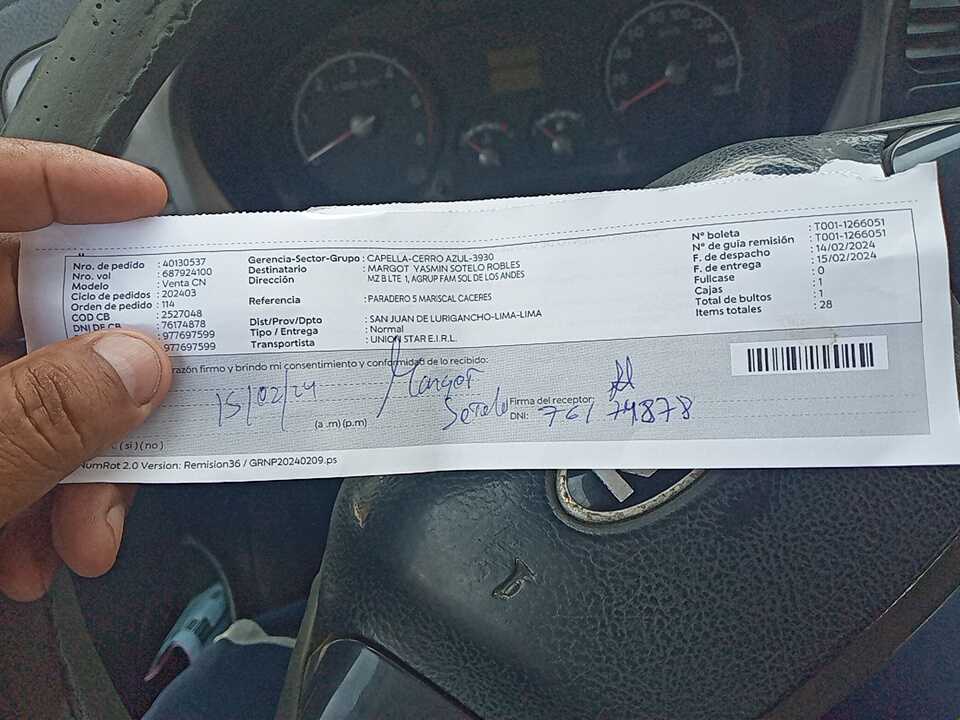 Nro. de pedido : 40130537
Nro. vol : 687924100
Modelo : Venta CN
Ciclo de pedidos : 202403
Orden de pedido : 114
COD CB : 2527048
DNI DE CB : 76174878
: 977697599
: 977697599
Gerencia-Sector-Grupo : CAPELLA-CERRO AZUL-3930
Destinatario : MARGOT YASMIN SOTELO ROBLES
Dirección MZ B LTE 1, AGRUP FAM SOL DE LOS ANDES
Referencia : PARADERO 5 MARISCAL CACERES
Dist/Prov/Dpto : SAN JUAN DE LURIGANCHO-LIMA-LIMA
Tipo / Entrega : Normal
Transportista : UNION STAR E.I.R.L.
N° boleta : T001-1266051
N° de guía remisión : T001-1266051
F. de despacho : 14/02/2024
F. de entrega : 15/02/2024
Fullcase : 0
Cajas : 1
Total de bultos : 1
Items totales : 28
razón firmo y brindo mi consentimiento y conformidad de lo recibido:
15/02/24 (a .m) (p.m)
Margot
Sotelo
Firma del receptor:
DNI: 76174878
( si ) ( no )
NumRot 2.0 Version: Remision36 / GRNP20240209.ps